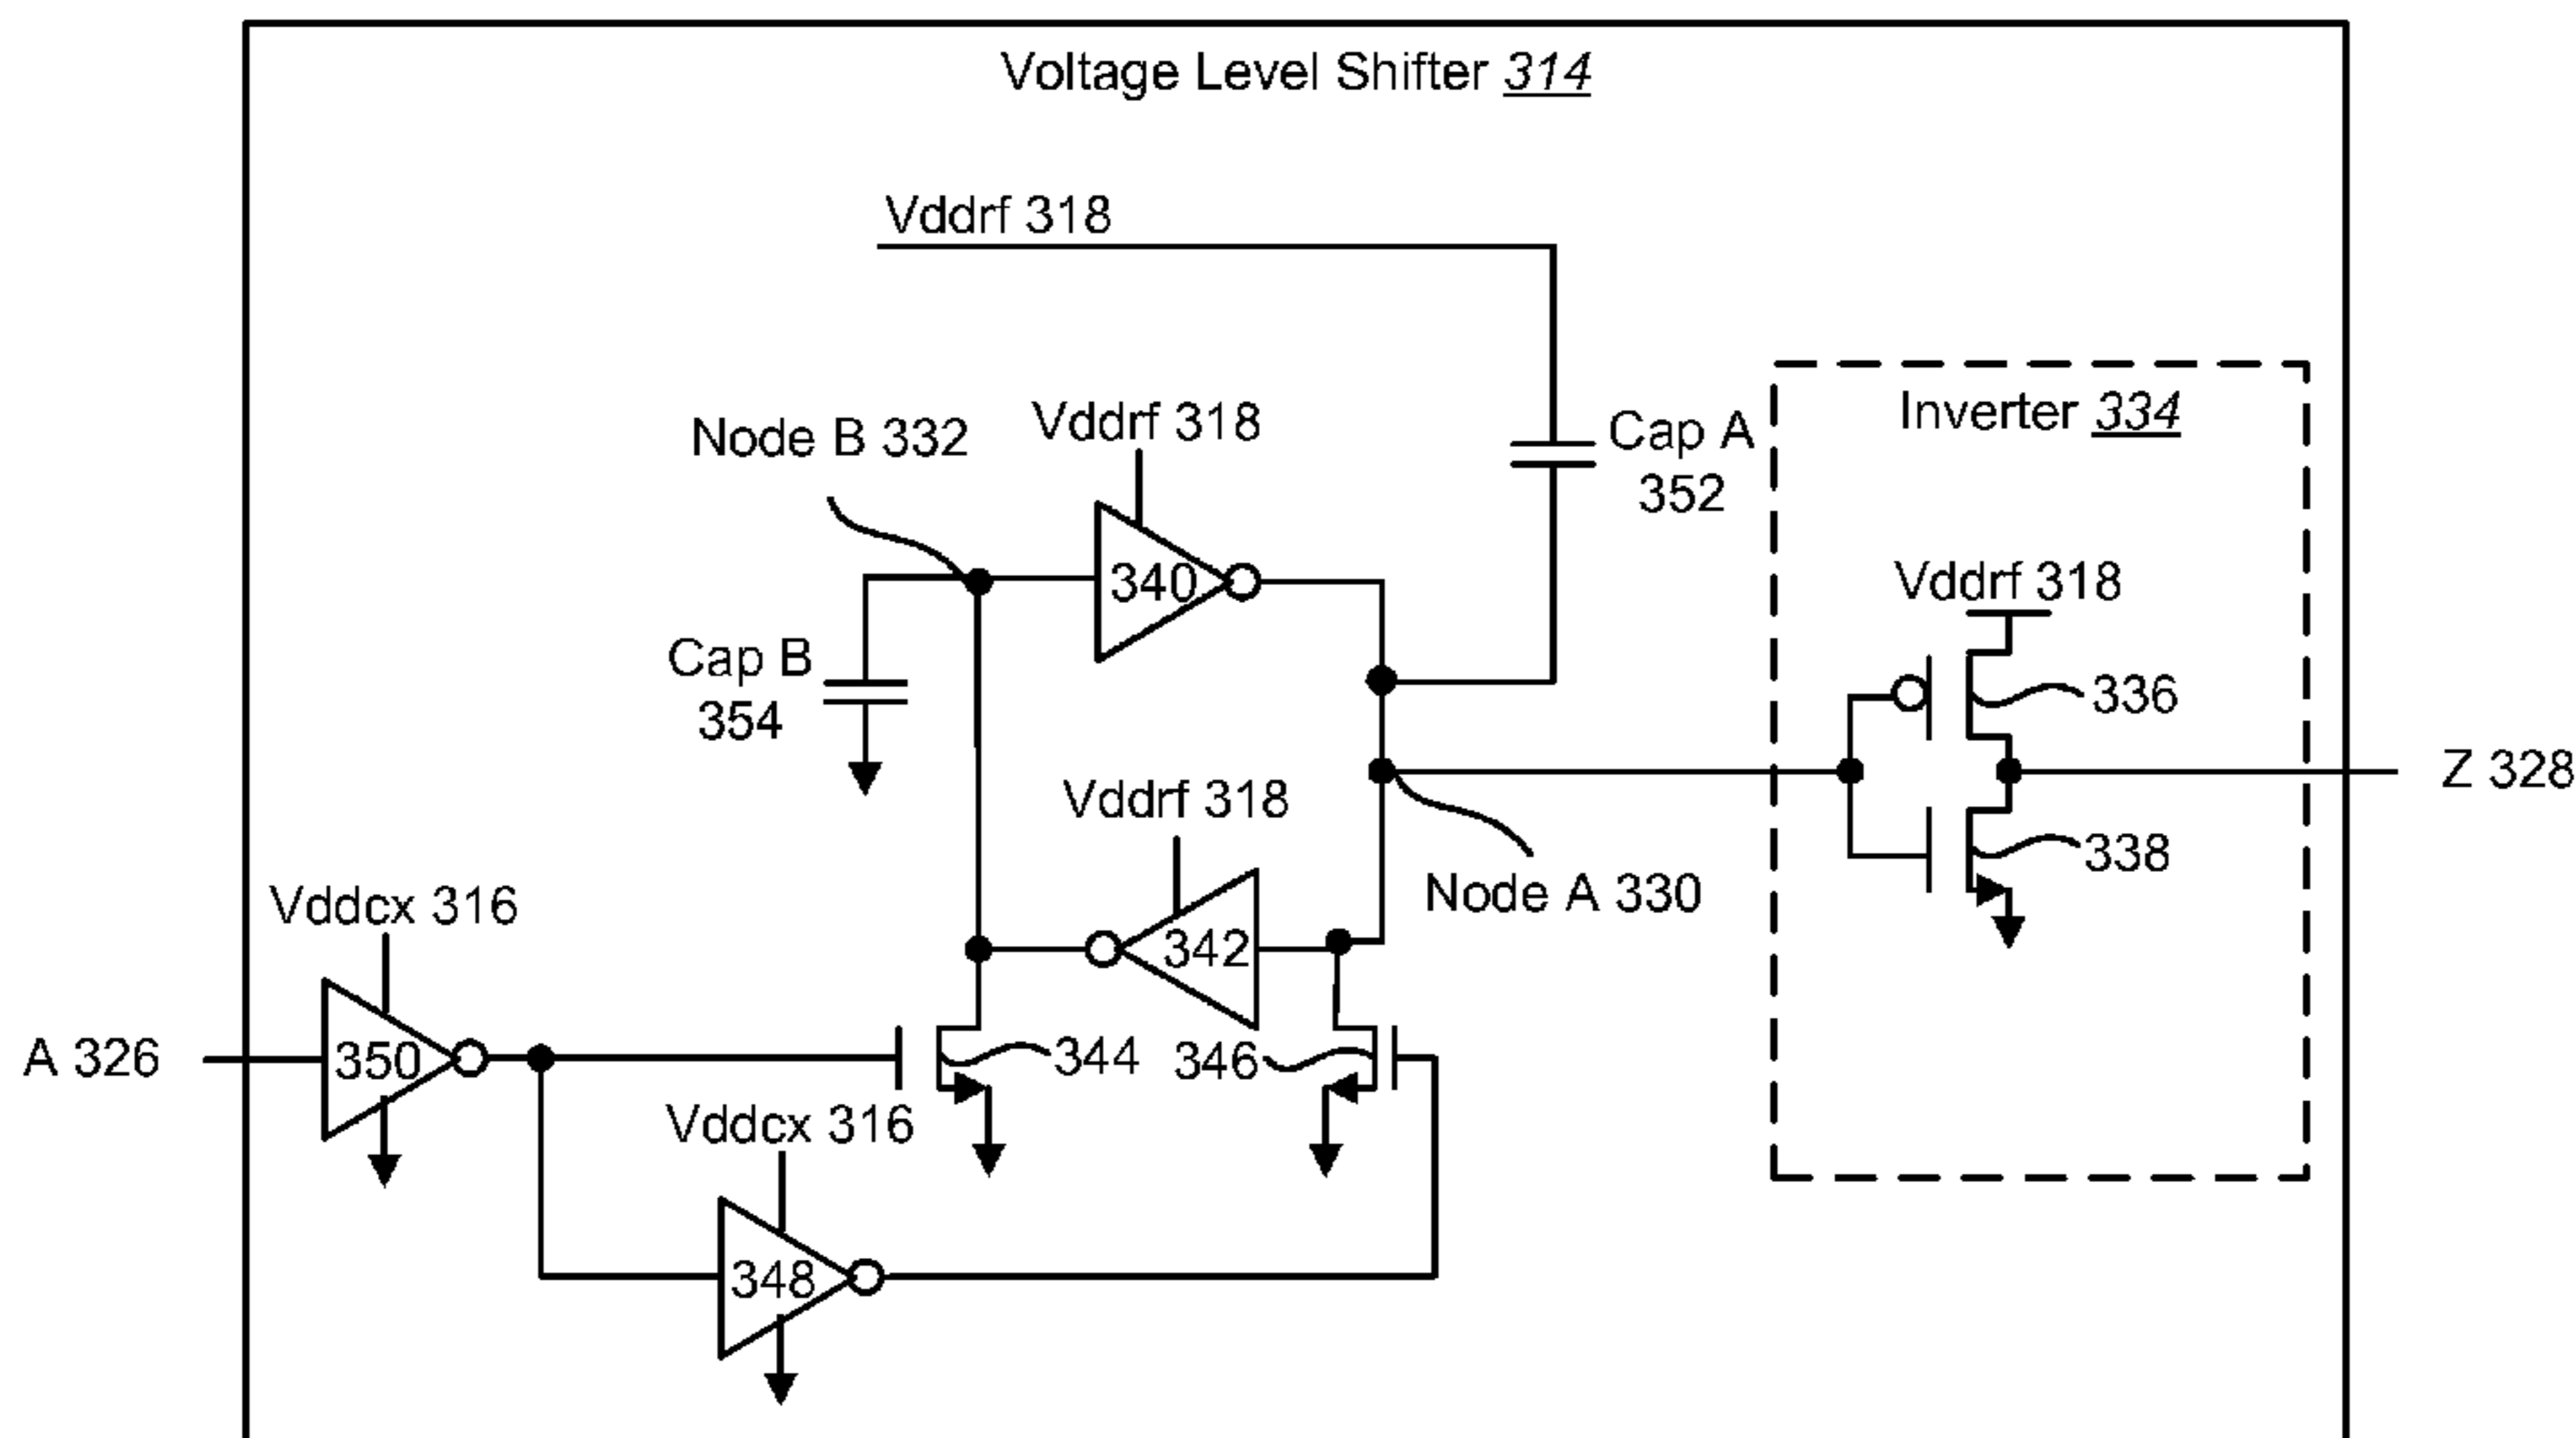 Voltage Level Shifter 314
Vddrf 318
Node B 332
Vddrf 318
Cap A
352
Inverter 334
340
Vddrf 318
Cap B
354
336
Z 328
Vddrf 318
338
Node A 330
Vddcx 316
342
A 326
350
344
346
Vddcx 316
348